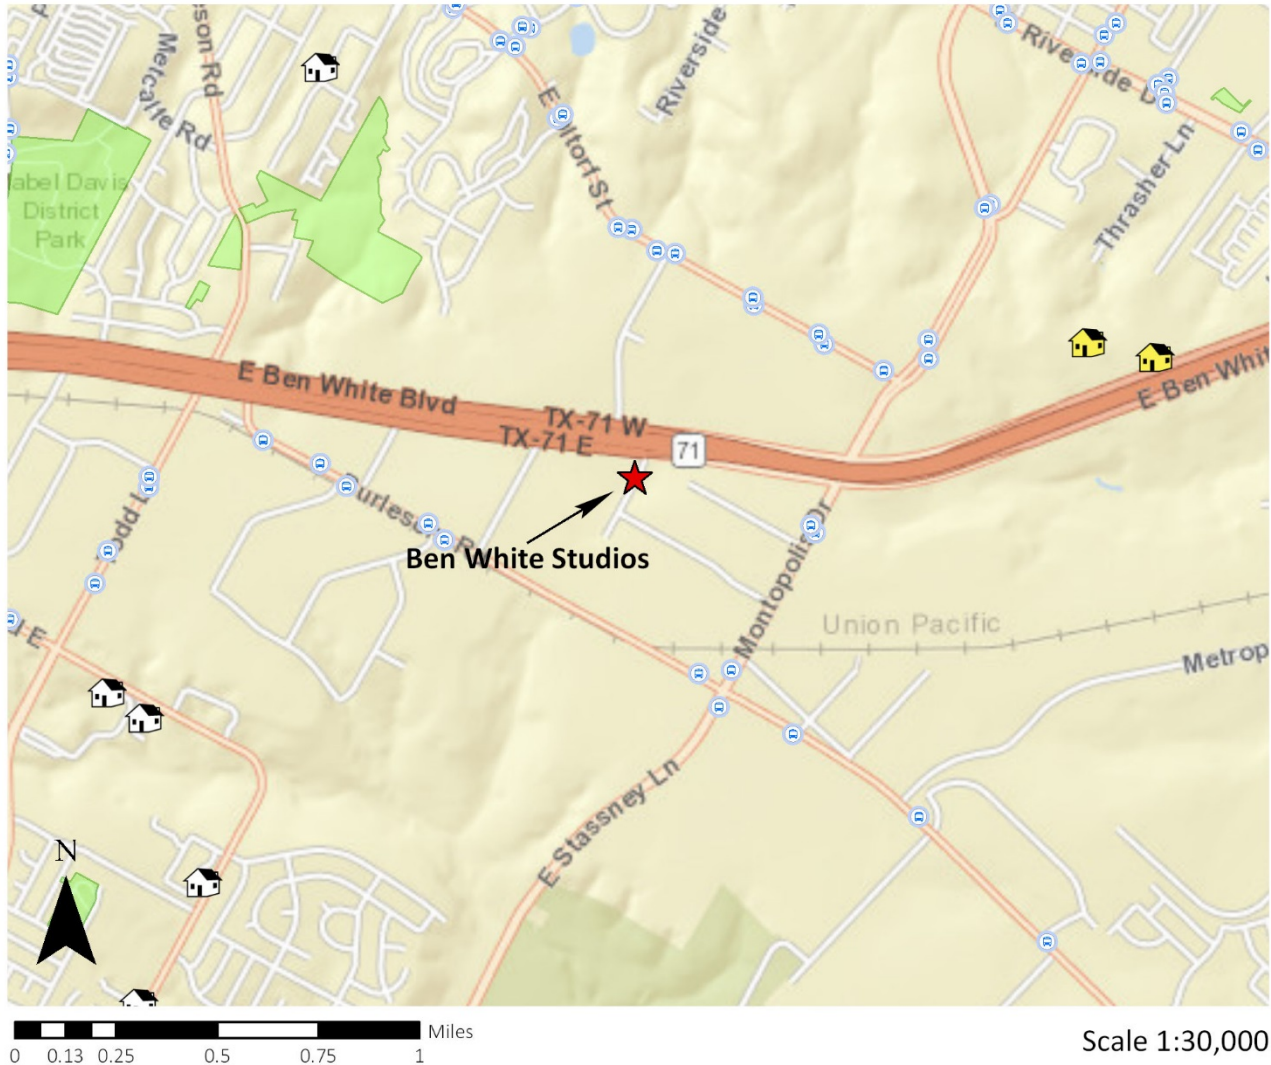 son Rd
Metcalfe Rd
Riverside
E Oltorf St
Thrasher Ln
abel Davis
District
Park
E Ben White Blvd
TX-71 W
TX-71 E
71
E Ben Whit
Ben White Studios
Montopolis Dr
Union Pacific
Metrop
E Stassney Ln
N
0 0.13 0.25 0.5 0.75 1
Miles
Scale 1:30,000